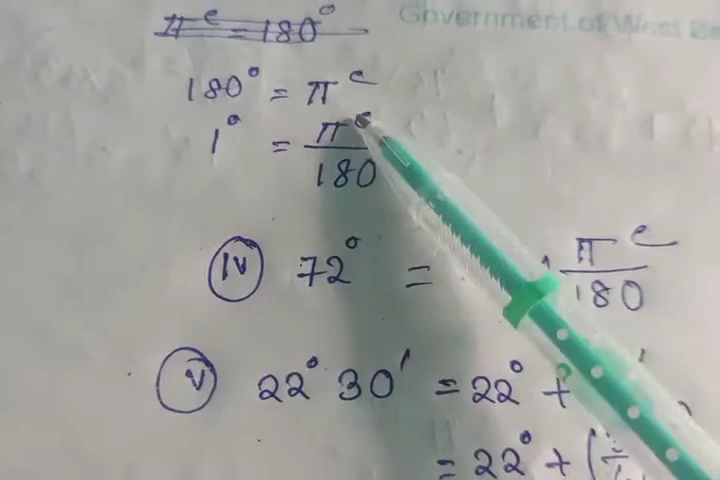 Government of West
π^c = 180°
180° = π^c
1° = π^c/180
(iv) 72° = π^c/180
(v) 22° 30' = 22° +
= 22° + (